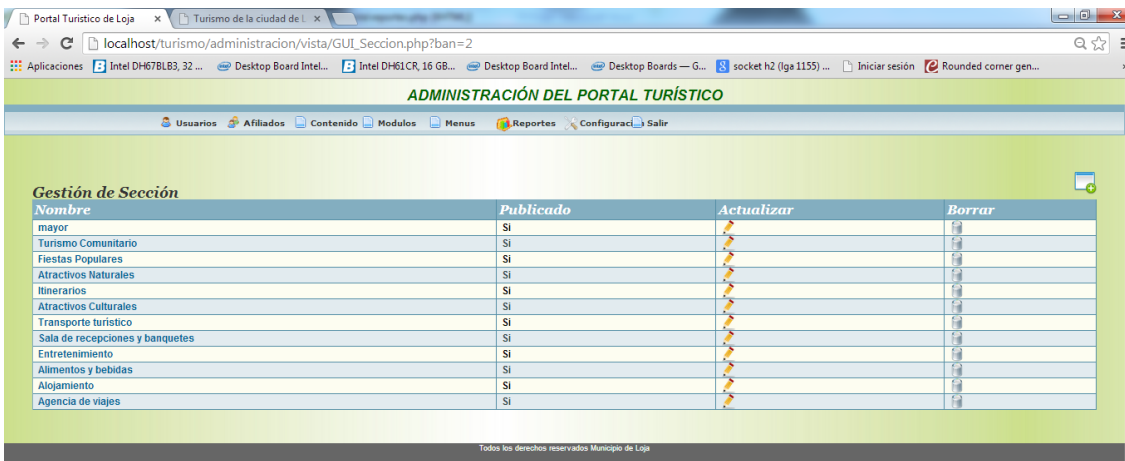 Portal Turistico de Loja × Turismo de la ciudad de L ×
localhost/turismo/administracion/vista/GUI_Seccion.php?ban=2
Aplicaciones Intel DH67BLB3, 32 ... Desktop Board Intel... Intel DH61CR, 16 GB... Desktop Board Intel... Desktop Boards — G... socket h2 (lga 1155) ... Iniciar sesión Rounded corner gen...
ADMINISTRACIÓN DEL PORTAL TURÍSTICO
Usuarios Afiliados Contenido Modulos Menus Reportes Configuraci Salir
Gestión de Sección
Nombre Publicado Actualizar Borrar
mayor Si
Turismo Comunitario Si
Fiestas Populares Si
Atractivos Naturales Si
Itinerarios Si
Atractivos Culturales Si
Transporte turistico Si
Sala de recepciones y banquetes Si
Entretenimiento Si
Alimentos y bebidas Si
Alojamiento Si
Agencia de viajes Si
Todos los derechos reservados Municipio de Loja